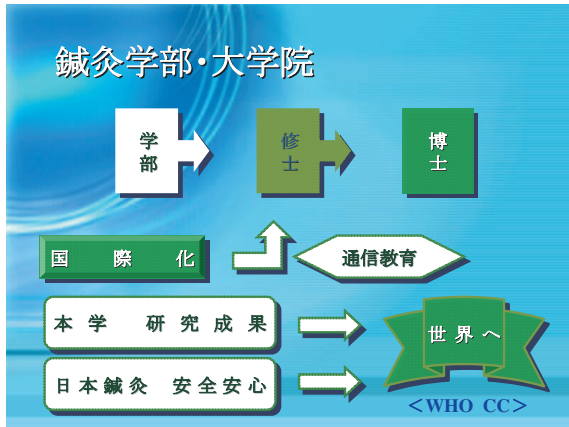 鍼灸学部・大学院
学部
修士
博士
国際化
通信教育
本学 研究成果
世界へ
日本鍼灸 安全安心
＜WHO CC＞